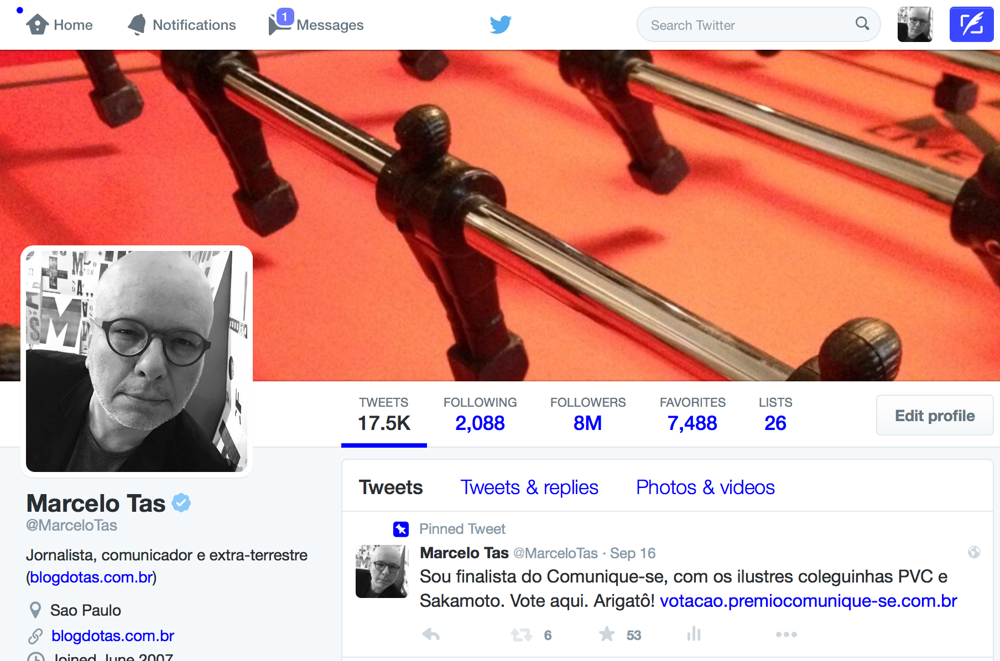 Home
Notifications
1
Messages
Search Twitter
LIVE
TWEETS
17.5K
FOLLOWING
2,088
FOLLOWERS
8M
FAVORITES
7,488
LISTS
26
Edit profile
Marcelo Tas
@MarceloTas
Jornalista, comunicador e extra-terrestre
(blogdotas.com.br)
Sao Paulo
blogdotas.com.br
Joined June 2007
Tweets
Tweets & replies
Photos & videos
Pinned Tweet
Marcelo Tas @MarceloTas · Sep 16
Sou finalista do Comunique-se, com os ilustres coleguinhas PVC e
Sakamoto. Vote aqui. Arigatô! votacao.premiocomunique-se.com.br
6
53